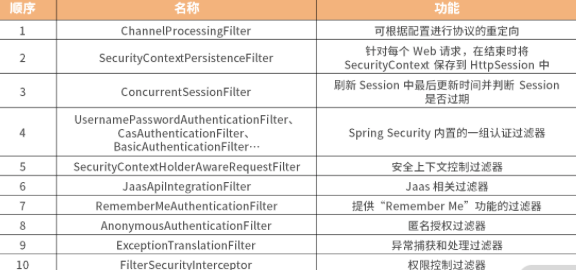 顺序 名称 功能
1 ChannelProcessingFilter 可根据配置进行协议的重定向
2 SecurityContextPersistenceFilter 针对每个 Web 请求，在结束时将
SecurityContext 保存到 HttpSession 中
3 ConcurrentSessionFilter 刷新 Session 中最后更新时间并判断 Session
是否过期
4 UsernamePasswordAuthenticationFilter、
CasAuthenticationFilter、
BasicAuthenticationFilter… Spring Security 内置的一组认证过滤器
5 SecurityContextHolderAwareRequestFilter 安全上下文控制过滤器
6 JaasApiIntegrationFilter Jaas 相关过滤器
7 RememberMeAuthenticationFilter 提供“Remember Me”功能的过滤器
8 AnonymousAuthenticationFilter 匿名授权过滤器
9 ExceptionTranslationFilter 异常捕获和处理过滤器
10 FilterSecurityInterceptor 权限控制过滤器